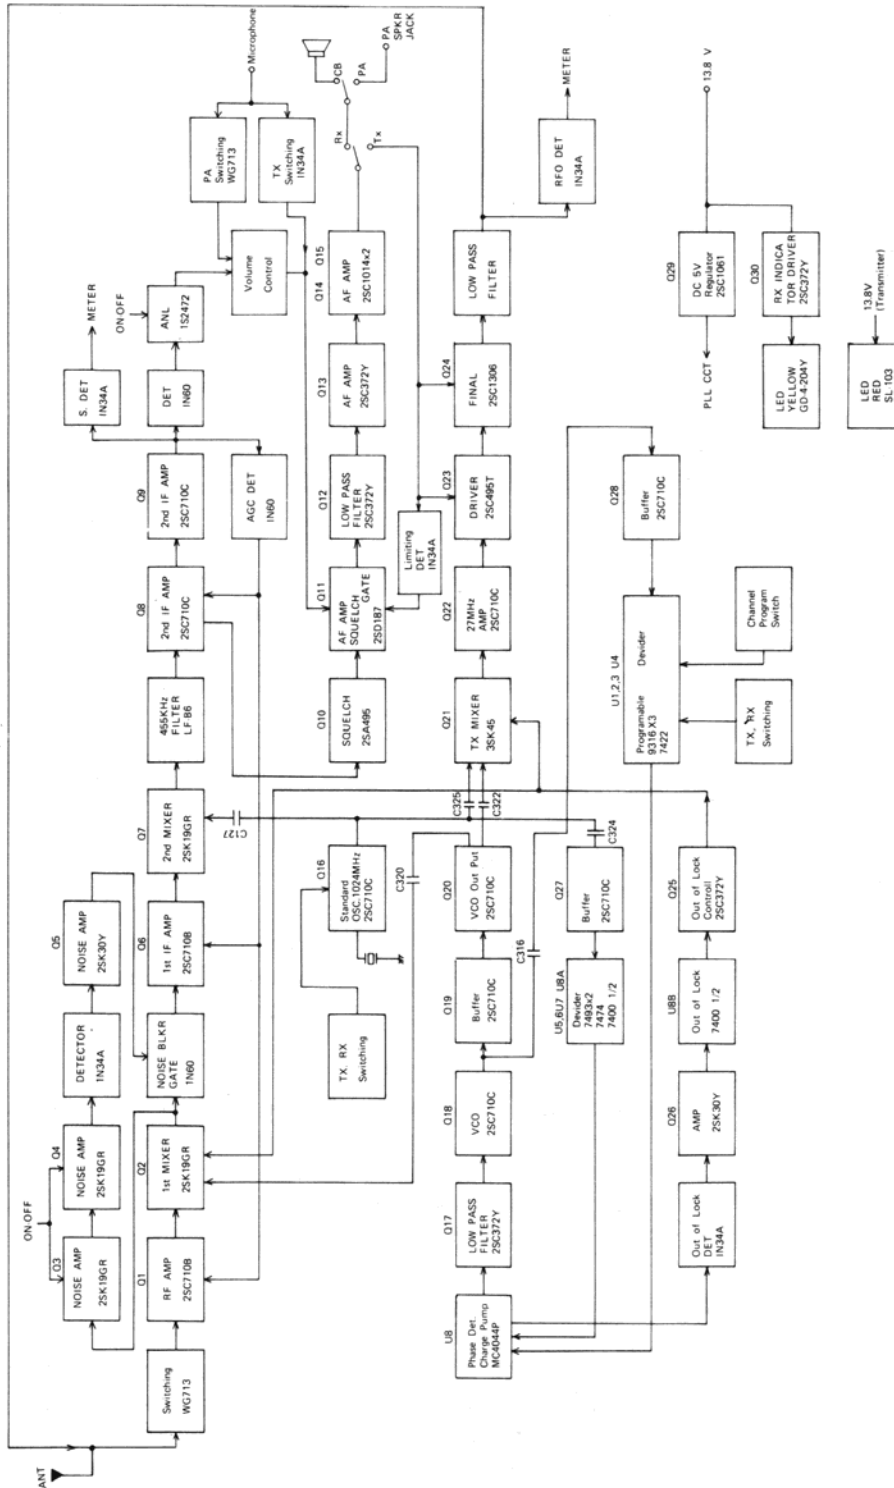 ANT
Switching
WG713
ON·OFF
Q3
NOISE AMP
2SK19GR
Q4
NOISE AMP
2SK19GR
DETECTOR
1N34A
Q5
NOISE AMP
2SK30Y
Q1
RF AMP
2SC710B
Q2
1st MIXER
2SK19GR
NOISE BLKR
GATE
1N60
Q6
1st IF AMP
2SC710B
Q7
2nd MIXER
2SK19GR
455KHz
FILTER
LF·B6
Q8
2nd IF AMP
2SC710C
Q9
2nd IF AMP
2SC710C
AGC DET
IN60
S. DET
IN34A
METER
DET
IN60
ON·OFF
ANL
1S2472
Volume
Control
PA
Switching
WG713
TX
Switching
IN34A
Microphone
C127
TX. RX
Switching
Q16
Standard
OSC.1024MHz
2SC710C
C320
Q10
SQUELCH
2SA495
Q11
AF AMP
SQUELCH
GATE
2SD187
Q12
LOW PASS
FILTER
2SC372Y
Q13
AF AMP
2SC372Y
Q14
Q15
AF AMP
2SC1014x2
Rx
Tx
CB
PA
PA
SPKR
JACK
Limiting
DET
IN34A
U8
Phase Det.
Charge Pump
MC4044P
Q17
LOW PASS
FILTER
2SC372Y
Q18
VCO
2SC710C
Q19
Buffer
2SC710C
Q20
VCO Out Put
2SC710C
C325
C322
Q21
TX MIXER
3SK45
Q22
27MHz
AMP
2SC710C
Q23
DRIVER
2SC495T
Q24
FINAL
2SC1306
LOW PASS
FILTER
RFO DET
IN34A
METER
C316
C324
U5,6U7 U8A
Devider
7493x2
7474
7400 1/2
Q27
Buffer
2SC710C
U1,2,3 U4
Programable Devider
9316 X3
7422
Q28
Buffer
2SC710C
TX, RX
Switching
Channel
Program
Switch
Out of Lock
DET
IN34A
Q26
AMP
2SK30Y
U8B
Out of Lock
7400 1/2
Q25
Out of Lock
Controll
2SC372Y
13.8 V
Q29
DC 5V
Regulator
2SC1061
PLL CCT
Q30
RX INDICA
TOR DRIVER
2SC372Y
LED
YELLOW
GD-4-204Y
13.8V
(Transmitter)
LED
RED
SL·103